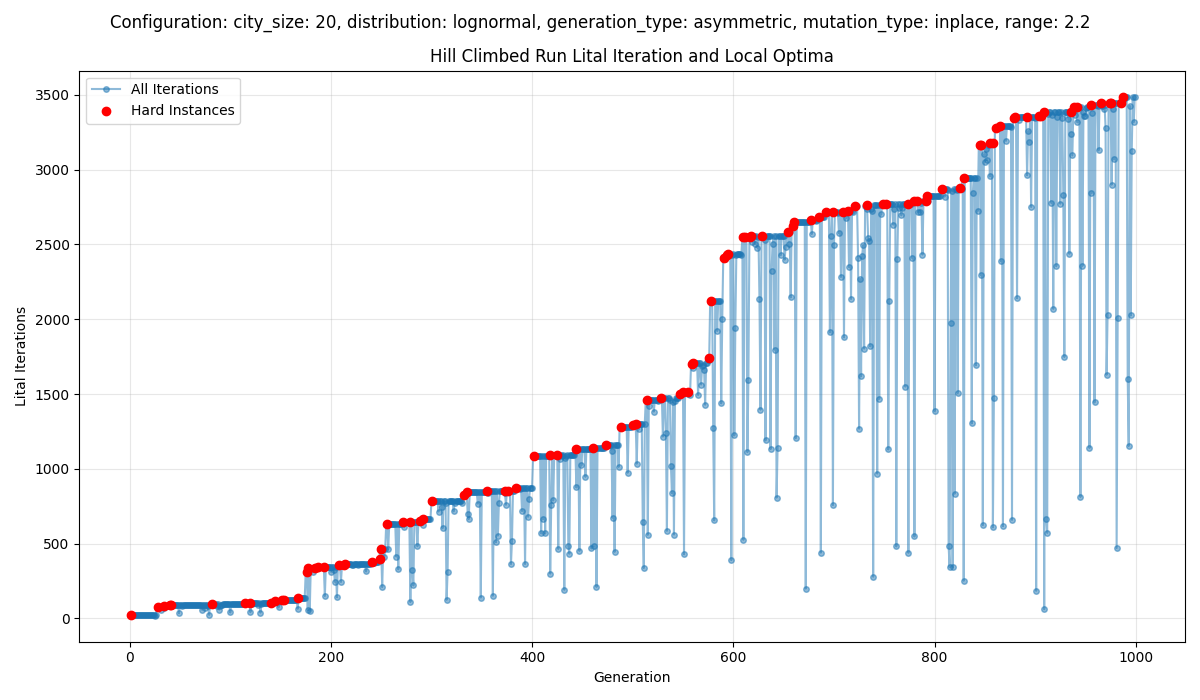 Configuration: city_size: 20, distribution: lognormal, generation_type: asymmetric, mutation_type: inplace, range: 2.2
Hill Climbed Run Lital Iteration and Local Optima
All Iterations
Hard Instances
Lital Iterations
3500
3000
2500
2000
1500
1000
500
0
0 200 400 600 800 1000
Generation